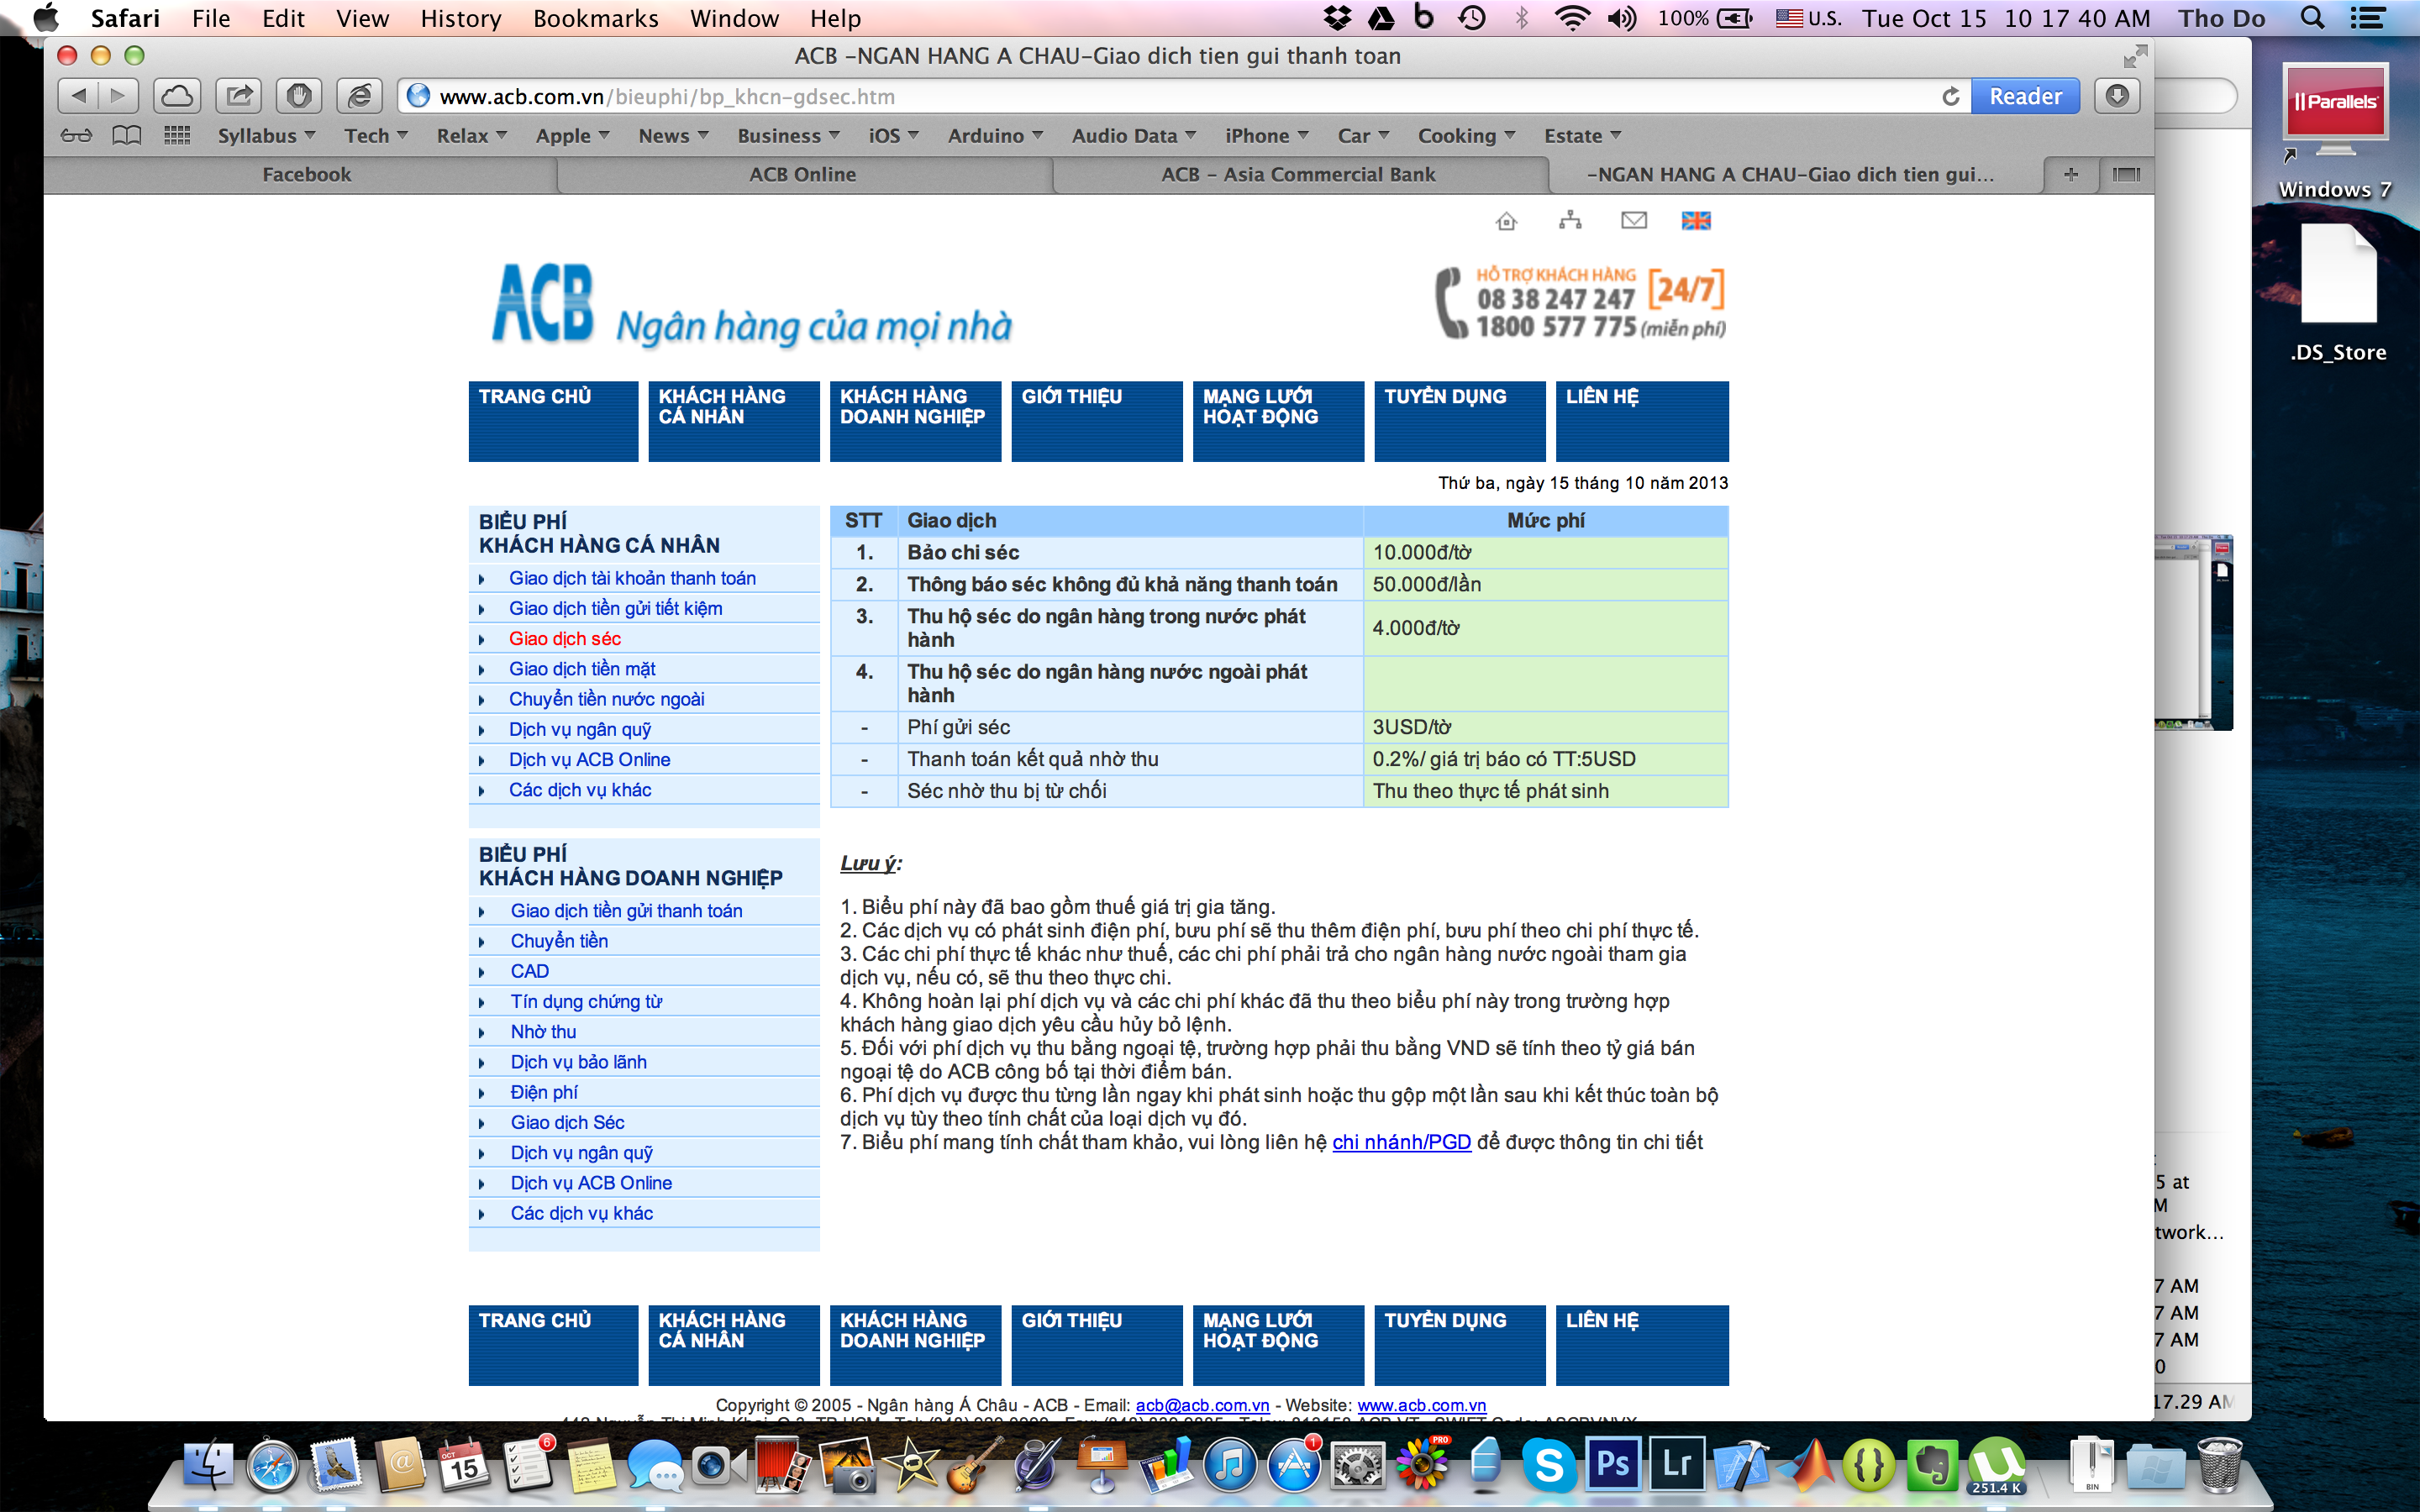 Safari File Edit View History Bookmarks Window Help 100% U.S. Tue Oct 15 10 17 40 AM Tho Do
ACB -NGAN HANG A CHAU-Giao dich tien gui thanh toan
www.acb.com.vn/bieuphi/bp_khcn-gdsec.htm Reader
Syllabus Tech Relax Apple News Business iOS Arduino Audio Data iPhone Car Cooking Estate
Facebook ACB Online ACB - Asia Commercial Bank -NGAN HANG A CHAU-Giao dich tien gui...
Parallels
Windows 7
.DS_Store
ACB Ngân hàng của mọi nhà
HỖ TRỢ KHÁCH HÀNG [24/7]
08 38 247 247
1800 577 775 (miễn phí)
TRANG CHỦ
KHÁCH HÀNG
CÁ NHÂN
KHÁCH HÀNG
DOANH NGHIỆP
GIỚI THIỆU
MẠNG LƯỚI
HOẠT ĐỘNG
TUYỂN DỤNG
LIÊN HỆ
Thứ ba, ngày 15 tháng 10 năm 2013
BIỂU PHÍ
KHÁCH HÀNG CÁ NHÂN
Giao dịch tài khoản thanh toán
Giao dịch tiền gửi tiết kiệm
Giao dịch séc
Giao dịch tiền mặt
Chuyển tiền nước ngoài
Dịch vụ ngân quỹ
Dịch vụ ACB Online
Các dịch vụ khác
BIỂU PHÍ
KHÁCH HÀNG DOANH NGHIỆP
Giao dịch tiền gửi thanh toán
Chuyển tiền
CAD
Tín dụng chứng từ
Nhờ thu
Dịch vụ bảo lãnh
Điện phí
Giao dịch Séc
Dịch vụ ngân quỹ
Dịch vụ ACB Online
Các dịch vụ khác
STT Giao dịch Mức phí
1. Bảo chi séc 10.000đ/tờ
2. Thông báo séc không đủ khả năng thanh toán 50.000đ/lần
3. Thu hộ séc do ngân hàng trong nước phát
hành 4.000đ/tờ
4. Thu hộ séc do ngân hàng nước ngoài phát
hành
- Phí gửi séc 3USD/tờ
- Thanh toán kết quả nhờ thu 0.2%/ giá trị báo có TT:5USD
- Séc nhờ thu bị từ chối Thu theo thực tế phát sinh
Lưu ý:
1. Biểu phí này đã bao gồm thuế giá trị gia tăng.
2. Các dịch vụ có phát sinh điện phí, bưu phí sẽ thu thêm điện phí, bưu phí theo chi phí thực tế.
3. Các chi phí thực tế khác như thuế, các chi phí phải trả cho ngân hàng nước ngoài tham gia
dịch vụ, nếu có, sẽ thu theo thực chi.
4. Không hoàn lại phí dịch vụ và các chi phí khác đã thu theo biểu phí này trong trường hợp
khách hàng giao dịch yêu cầu hủy bỏ lệnh.
5. Đối với phí dịch vụ thu bằng ngoại tệ, trường hợp phải thu bằng VND sẽ tính theo tỷ giá bán
ngoại tệ do ACB công bố tại thời điểm bán.
6. Phí dịch vụ được thu từng lần ngay khi phát sinh hoặc thu gộp một lần sau khi kết thúc toàn bộ
dịch vụ tùy theo tính chất của loại dịch vụ đó.
7. Biểu phí mang tính chất tham khảo, vui lòng liên hệ chi nhánh/PGD để được thông tin chi tiết
5 at
M
twork...
7 AM
7 AM
7 AM
0
17.29 AM
TRANG CHỦ
KHÁCH HÀNG
CÁ NHÂN
KHÁCH HÀNG
DOANH NGHIỆP
GIỚI THIỆU
MẠNG LƯỚI
HOẠT ĐỘNG
TUYỂN DỤNG
LIÊN HỆ
Copyright © 2005 - Ngân hàng Á Châu - ACB - Email: acb@acb.com.vn - Website: www.acb.com.vn
OCT
15
6
1
PRO
S
Ps
Lr
251.4 K
BIN